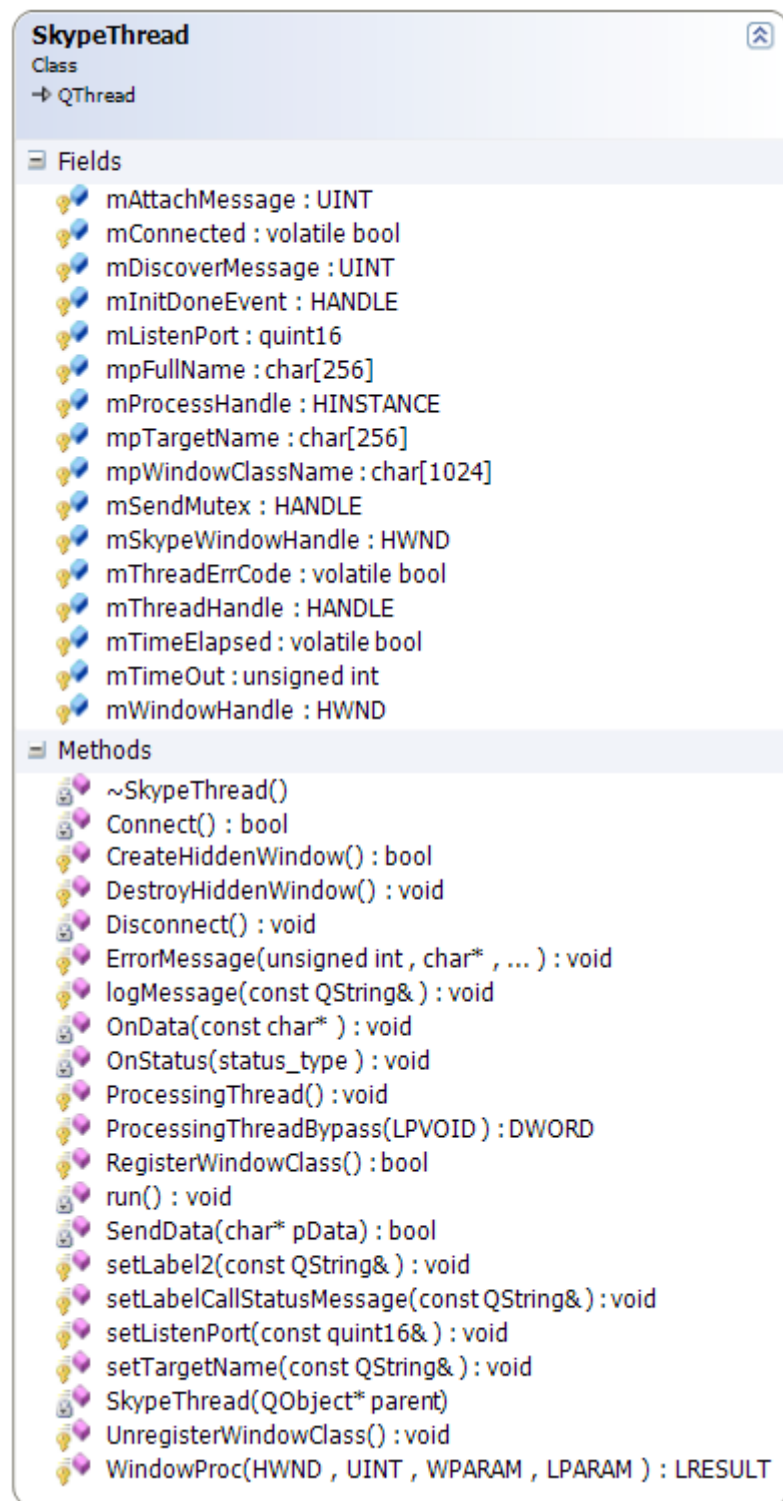 SkypeThread
Class
QThread
Fields
mAttachMessage : UINT
mConnected : volatile bool
mDiscoverMessage : UINT
mInitDoneEvent : HANDLE
mListenPort : quint16
mpFullName : char[256]
mProcessHandle : HINSTANCE
mpTargetName : char[256]
mpWindowClassName : char[1024]
mSendMutex : HANDLE
mSkypeWindowHandle : HWND
mThreadErrCode : volatile bool
mThreadHandle : HANDLE
mTimeElapsed : volatile bool
mTimeOut : unsigned int
mWindowHandle : HWND
Methods
~SkypeThread()
Connect() : bool
CreateHiddenWindow() : bool
DestroyHiddenWindow() : void
Disconnect() : void
ErrorMessage(unsigned int , char* , ... ) : void
logMessage(const QString& ) : void
OnData(const char* ) : void
OnStatus(status_type ) : void
ProcessingThread() : void
ProcessingThreadBypass(LPVOID ) : DWORD
RegisterWindowClass() : bool
run() : void
SendData(char* pData) : bool
setLabel2(const QString& ) : void
setLabelCallStatusMessage(const QString& ) : void
setListenPort(const quint16& ) : void
setTargetName(const QString& ) : void
SkypeThread(QObject* parent)
UnregisterWindowClass() : void
WindowProc(HWND , UINT , WPARAM , LPARAM ) : LRESULT